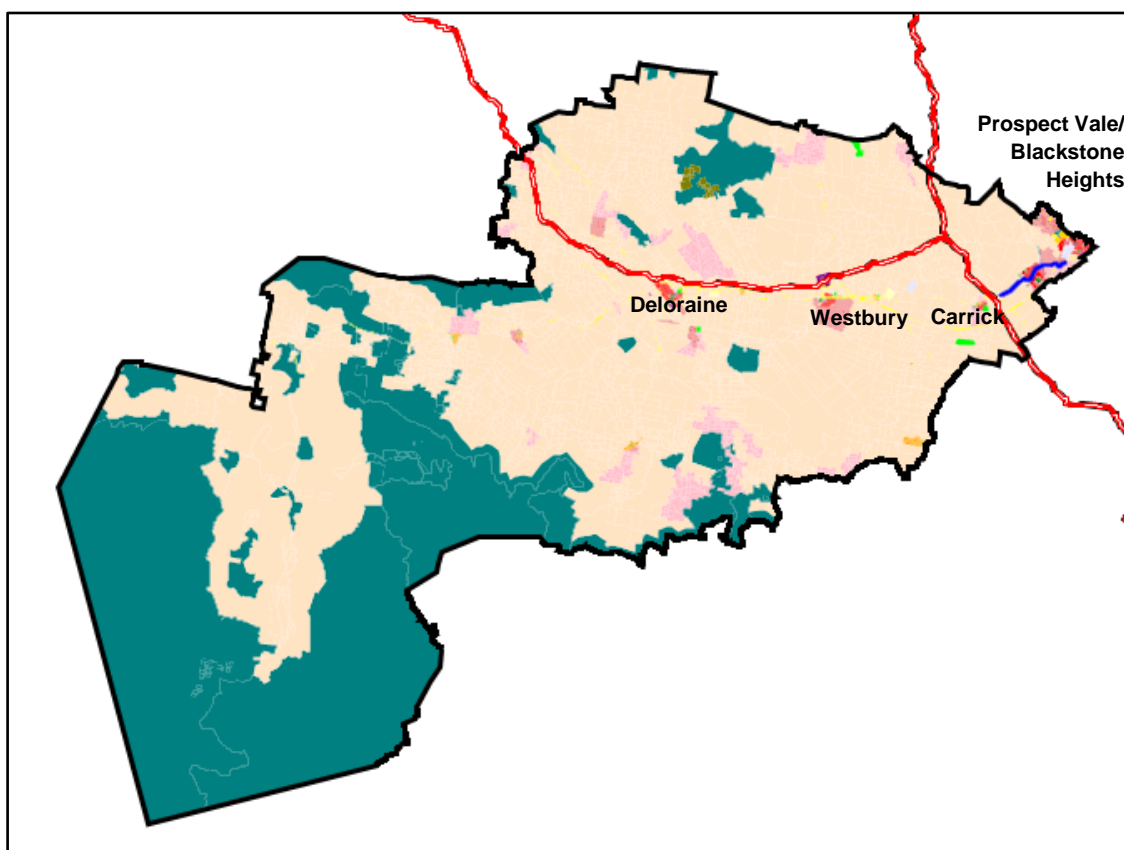 Prospect Vale/
Blackstone
Heights
Deloraine
Westbury
Carrick